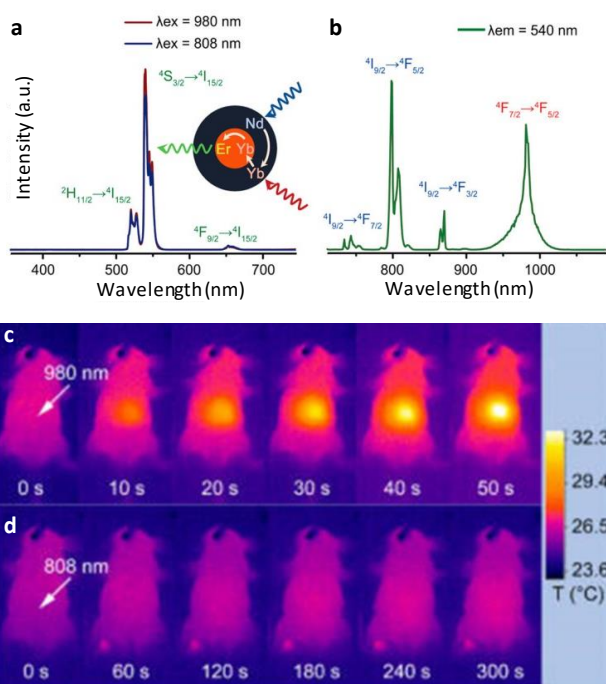 a
λex = 980 nm
λex = 808 nm
⁴S₃/₂→⁴I₁₅/₂
²H₁₁/₂→⁴I₁₅/₂
⁴F₉/₂→⁴I₁₅/₂
Nd
Er
Yb
Yb
Intensity (a.u.)
400
500
600
700
Wavelength (nm)
b
λem = 540 nm
⁴I₉/₂→⁴F₅/₂
⁴F₇/₂→⁴F₅/₂
⁴I₉/₂→⁴F₃/₂
⁴I₉/₂→⁴F₇/₂
800
900
1000
Wavelength (nm)
c
980 nm
0 s
10 s
20 s
30 s
40 s
50 s
d
808 nm
0 s
60 s
120 s
180 s
240 s
300 s
32.3
29.4
26.5
23.6
T (°C)